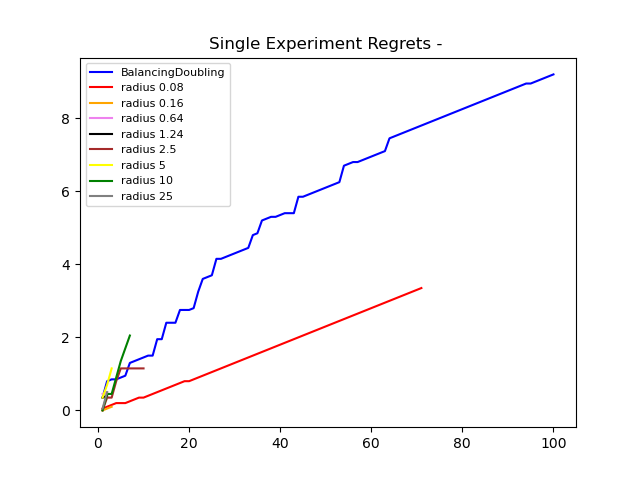 Single Experiment Regrets -
BalancingDoubling
radius 0.08
radius 0.16
radius 0.64
radius 1.24
radius 2.5
radius 5
radius 10
radius 25
8
6
4
2
0
0 20 40 60 80 100